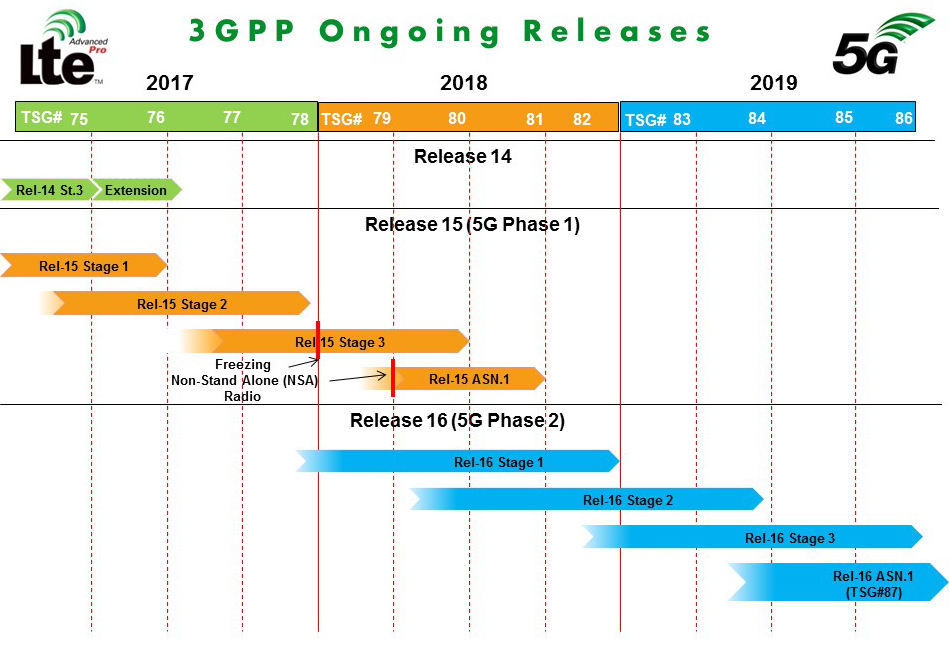 3GPP Ongoing Releases
LTE Advanced Pro TM
5G
2017 2018 2019
TSG# 75 76 77 78 TSG# 79 80 81 82 TSG# 83 84 85 86
Release 14
Rel-14 St.3 Extension
Release 15 (5G Phase 1)
Rel-15 Stage 1
Rel-15 Stage 2
Rel-15 Stage 3
Freezing
Non-Stand Alone (NSA)
Radio
Rel-15 ASN.1
Release 16 (5G Phase 2)
Rel-16 Stage 1
Rel-16 Stage 2
Rel-16 Stage 3
Rel-16 ASN.1
(TSG#87)